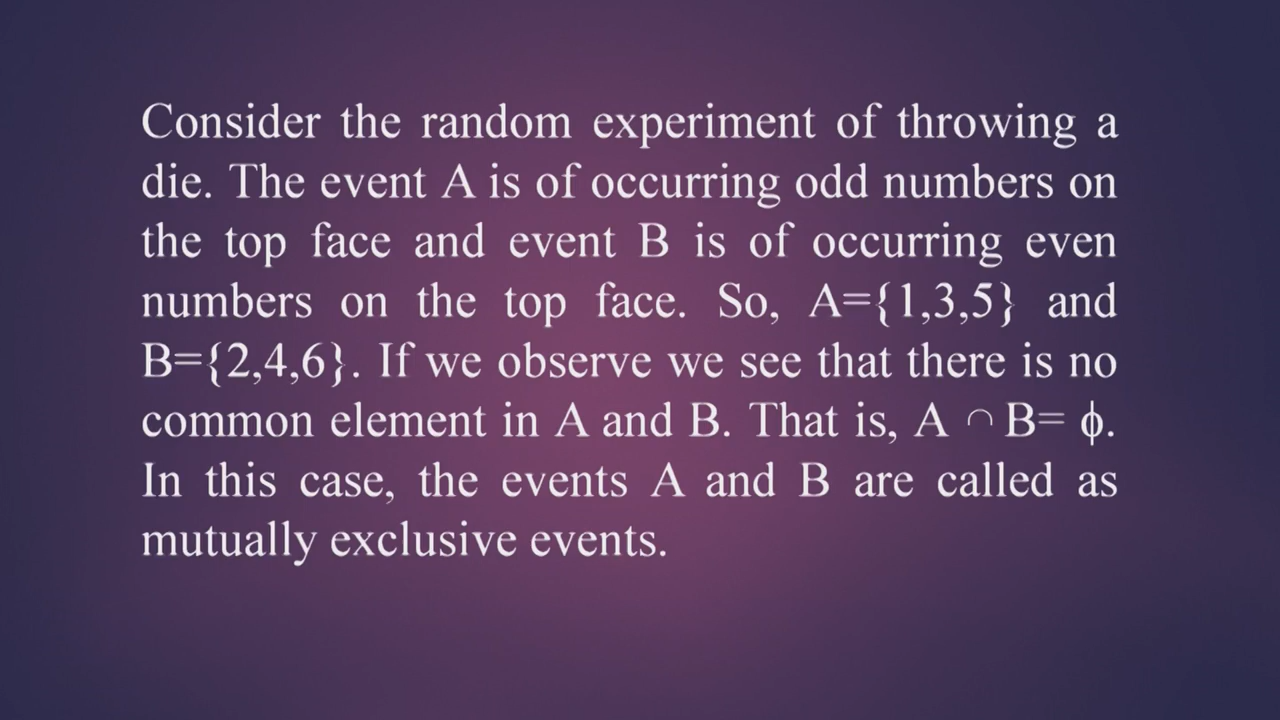 Consider the random experiment of throwing a
die. The event A is of occurring odd numbers on
the top face and event B is of occurring even
numbers on the top face. So, A={1,3,5} and
B={2,4,6}. If we observe we see that there is no
common element in A and B. That is, A ∩ B= ϕ.
In this case, the events A and B are called as
mutually exclusive events.